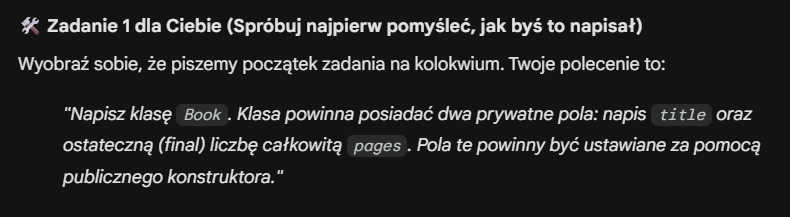 🛠️ Zadanie 1 dla Ciebie (Spróbuj najpierw pomyśleć, jak byś to napisał)
Wyobraź sobie, że piszemy początek zadania na kolokwium. Twoje polecenie to:
"Napisz klasę Book. Klasa powinna posiadać dwa prywatne pola: napis title oraz
ostateczną (final) liczbę całkowitą pages. Pola te powinny być ustawiane za pomocą
publicznego konstruktora."